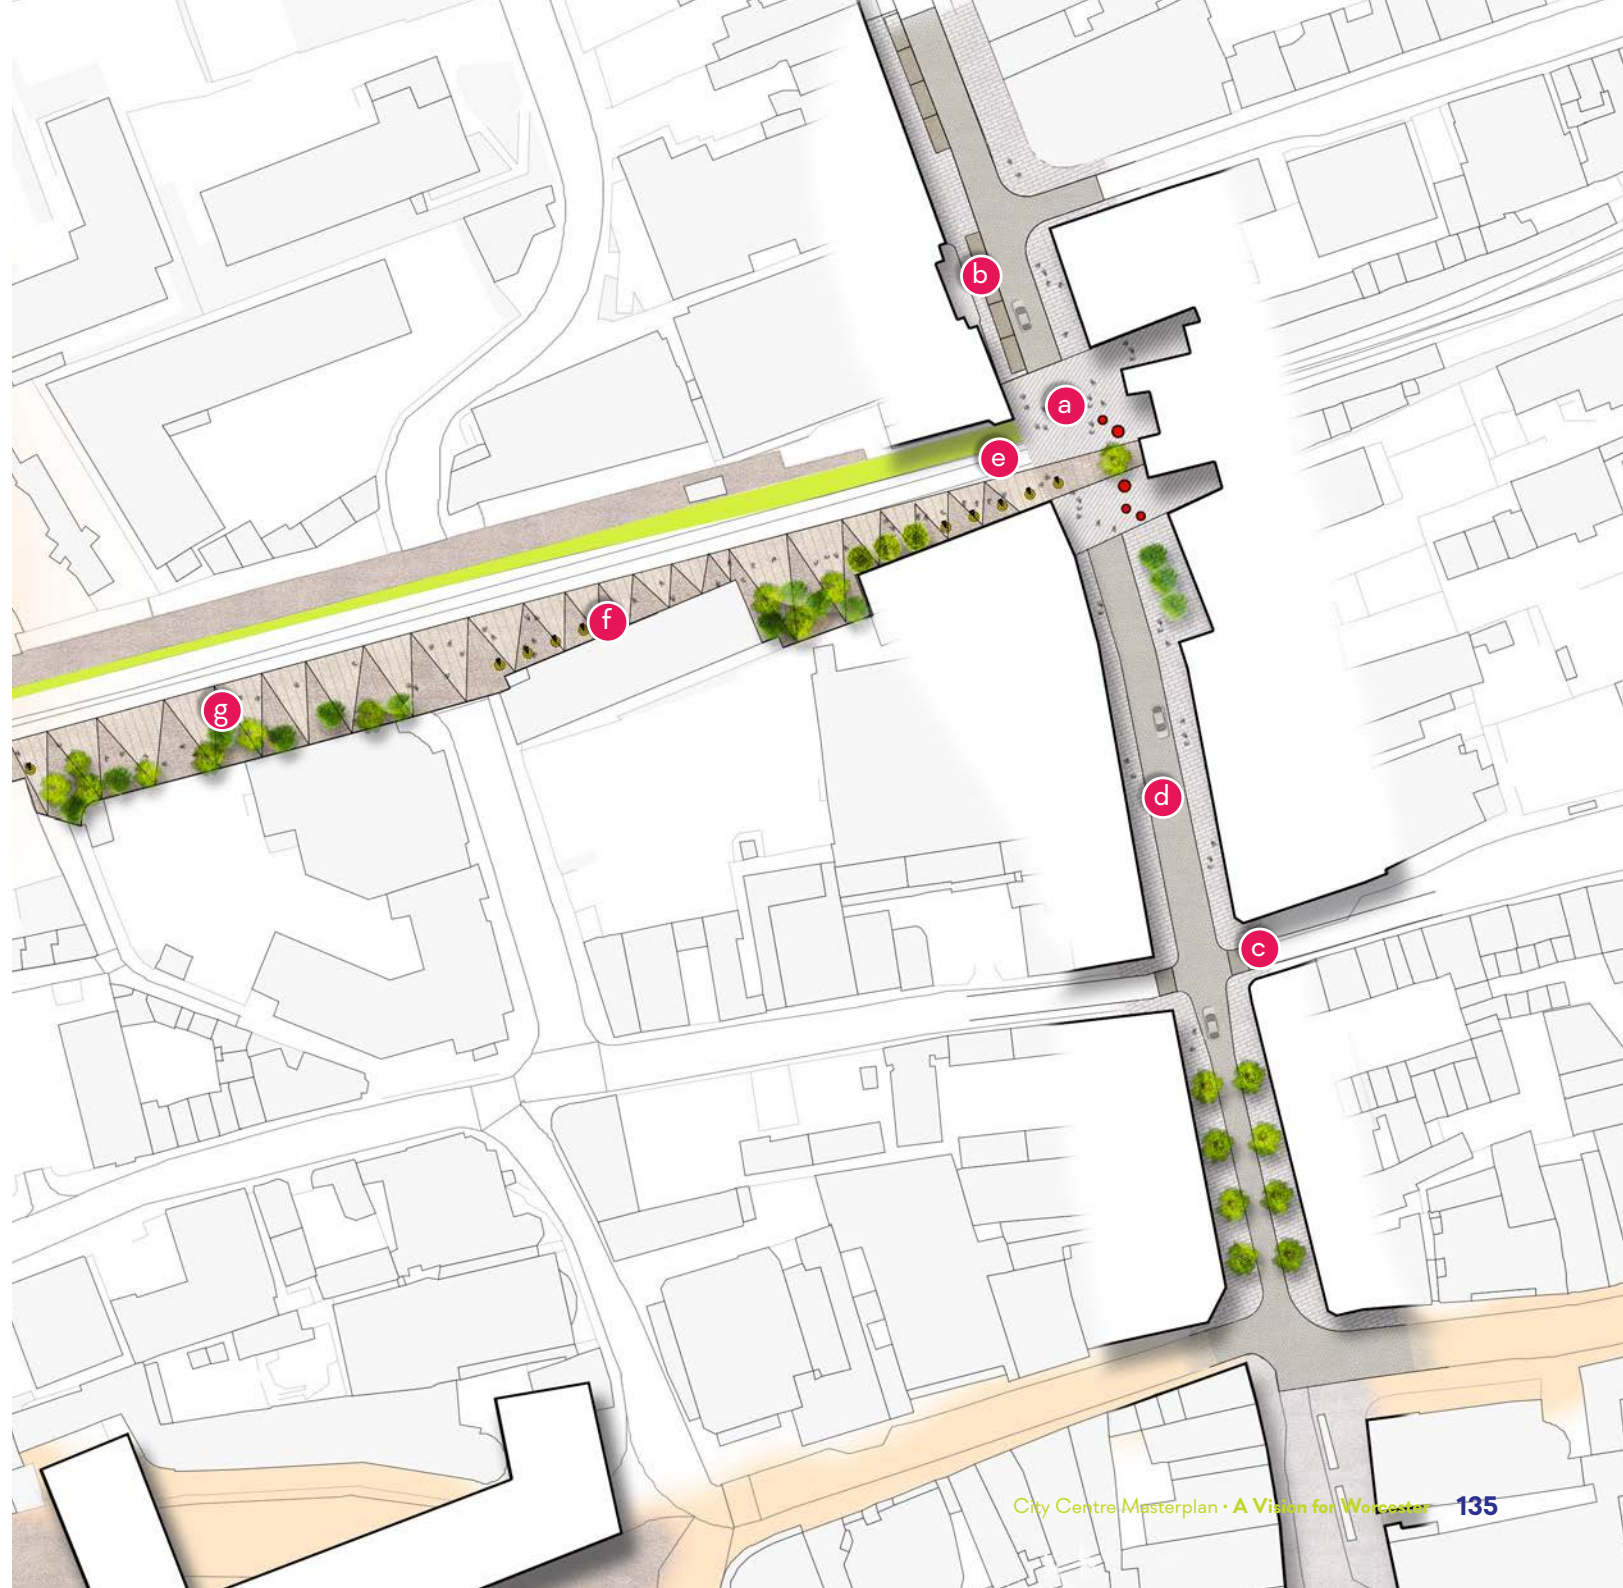 b
a
e
f
g
d
c
City Centre Masterplan · A Vision for Worcester 135